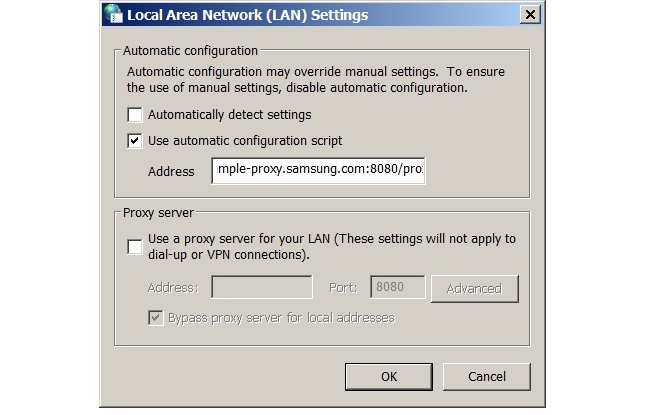 Local Area Network (LAN) Settings
Automatic configuration
Automatic configuration may override manual settings. To ensure
the use of manual settings, disable automatic configuration.
Automatically detect settings
Use automatic configuration script
Address
mple-proxy.samsung.com:8080/prox
Proxy server
Use a proxy server for your LAN (These settings will not apply to
dial-up or VPN connections).
Address:
Port: 8080
Advanced
Bypass proxy server for local addresses
OK
Cancel